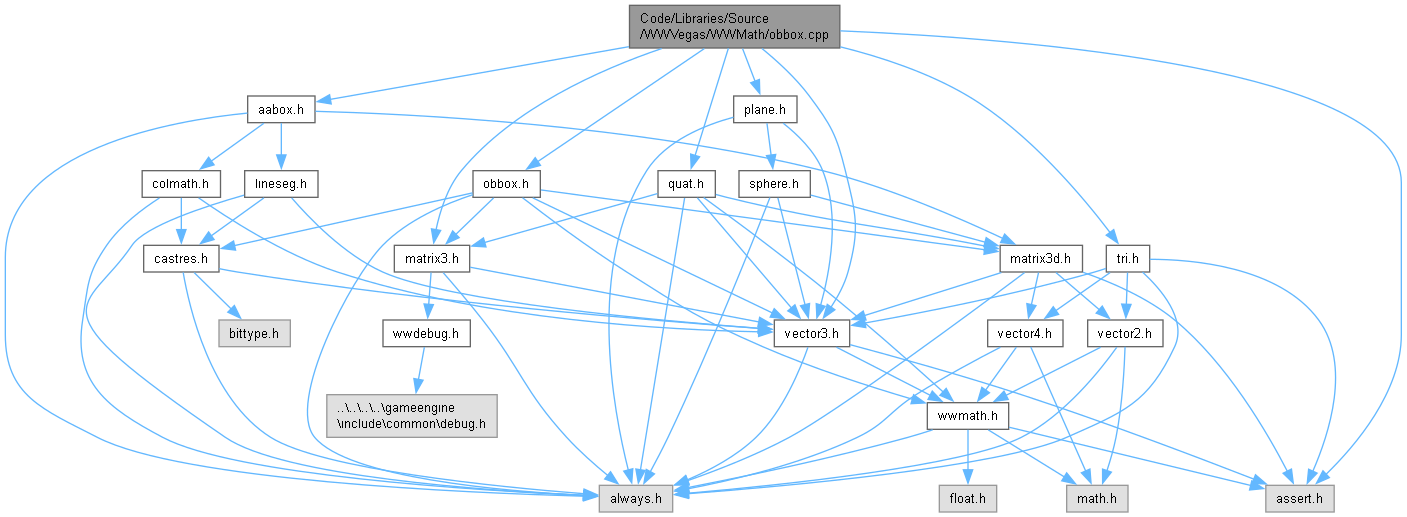 Code/Libraries/Source
/WWVegas/WWMath/obbox.cpp
aabox.h
plane.h
colmath.h
lineseg.h
obbox.h
quat.h
sphere.h
castres.h
matrix3.h
matrix3d.h
tri.h
bittype.h
wwdebug.h
vector3.h
vector4.h
vector2.h
..\..\..\..\gameengine
\include\common\debug.h
wwmath.h
always.h
float.h
math.h
assert.h